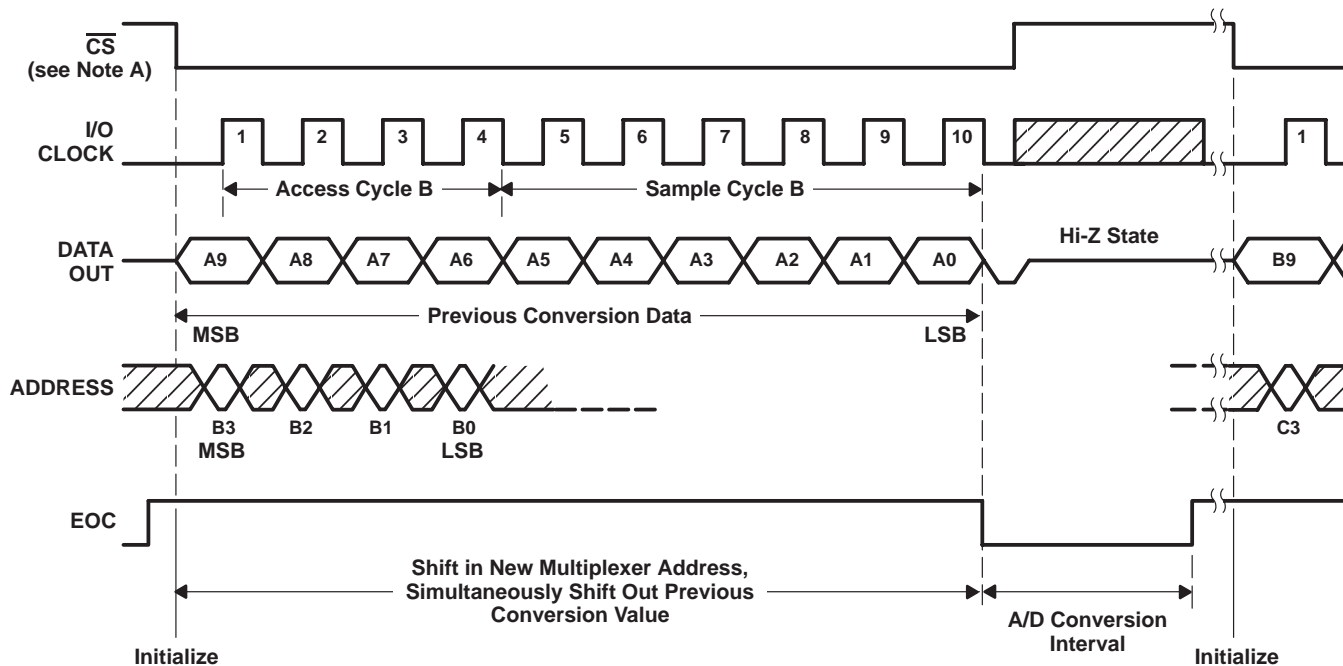 CS
(see Note A)
I/O
CLOCK
1 2 3 4 5 6 7 8 9 10 1
Access Cycle B Sample Cycle B
DATA
OUT
A9 A8 A7 A6 A5 A4 A3 A2 A1 A0 Hi-Z State B9
Previous Conversion Data
MSB LSB
ADDRESS
B3 B2 B1 B0 C3
MSB LSB
EOC
Shift in New Multiplexer Address,
Simultaneously Shift Out Previous
Conversion Value
A/D Conversion
Interval
Initialize Initialize